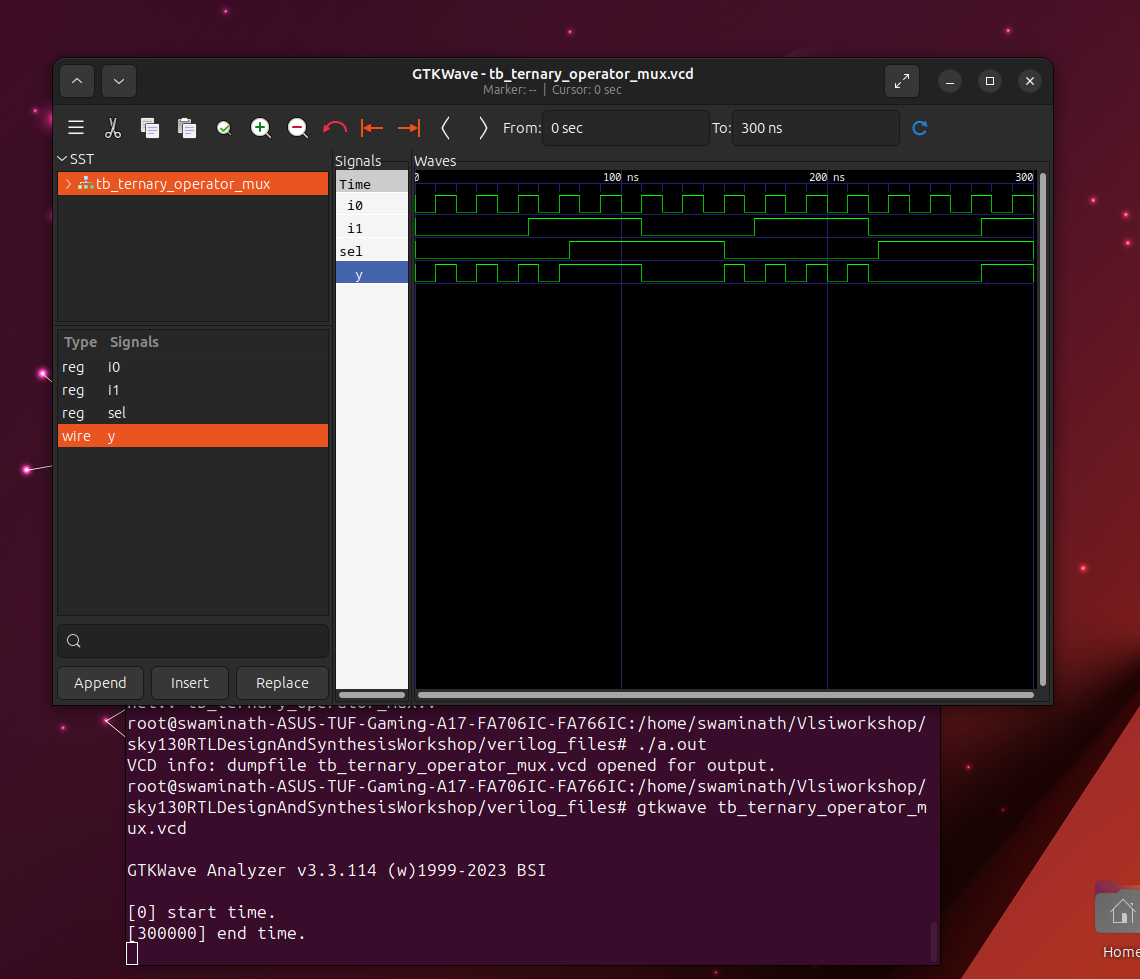 GTKWave - tb_ternary_operator_mux.vcd
Marker: -- | Cursor: 0 sec
From: 0 sec To: 300 ns
SST
tb_ternary_operator_mux
Type Signals
reg i0
reg i1
reg sel
wire y
Append Insert Replace
Signals
Time
i0
i1
sel
y
Waves
0 100 ns 200 ns 300
root@swaminath-ASUS-TUF-Gaming-A17-FA706IC-FA766IC:/home/swaminath/Vlsiworkshop/
sky130RTLDesignAndSynthesisWorkshop/verilog_files# ./a.out
VCD info: dumpfile tb_ternary_operator_mux.vcd opened for output.
root@swaminath-ASUS-TUF-Gaming-A17-FA706IC-FA766IC:/home/swaminath/Vlsiworkshop/
sky130RTLDesignAndSynthesisWorkshop/verilog_files# gtkwave tb_ternary_operator_m
ux.vcd
GTKWave Analyzer v3.3.114 (w)1999-2023 BSI
[0] start time.
[300000] end time.
Home